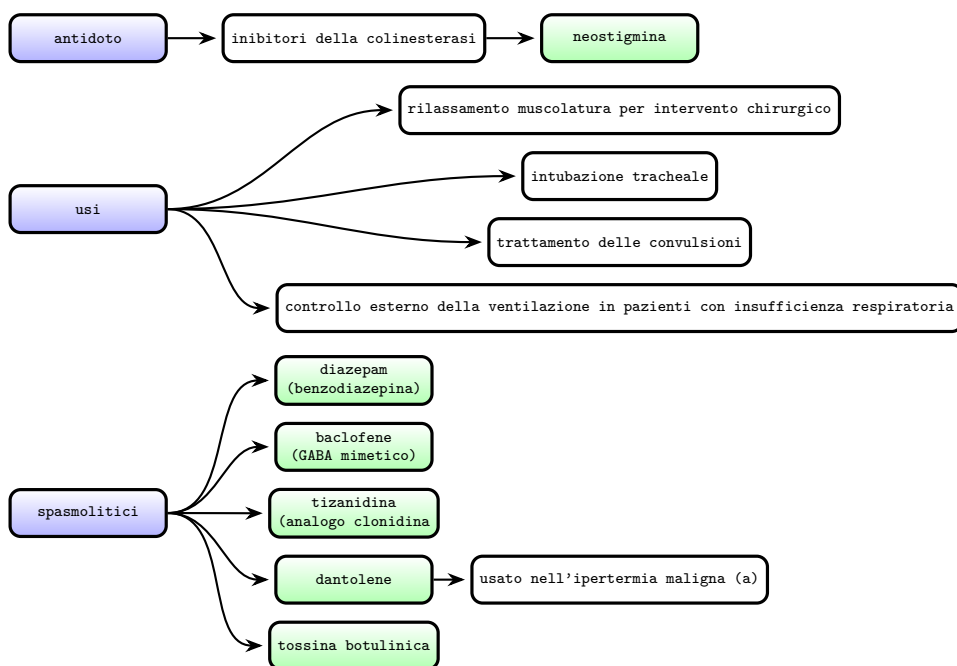 antidoto
inibitori della colinesterasi
neostigmina
rilassamento muscolatura per intervento chirurgico
intubazione tracheale
usi
trattamento delle convulsioni
controllo esterno della ventilazione in pazienti con insufficienza respiratoria
diazepam
(benzodiazepina)
baclofene
(GABA mimetico)
spasmolitici
tizanidina
(analogo clonidina
dantolene
usato nell'ipertermia maligna (a)
tossina botulinica